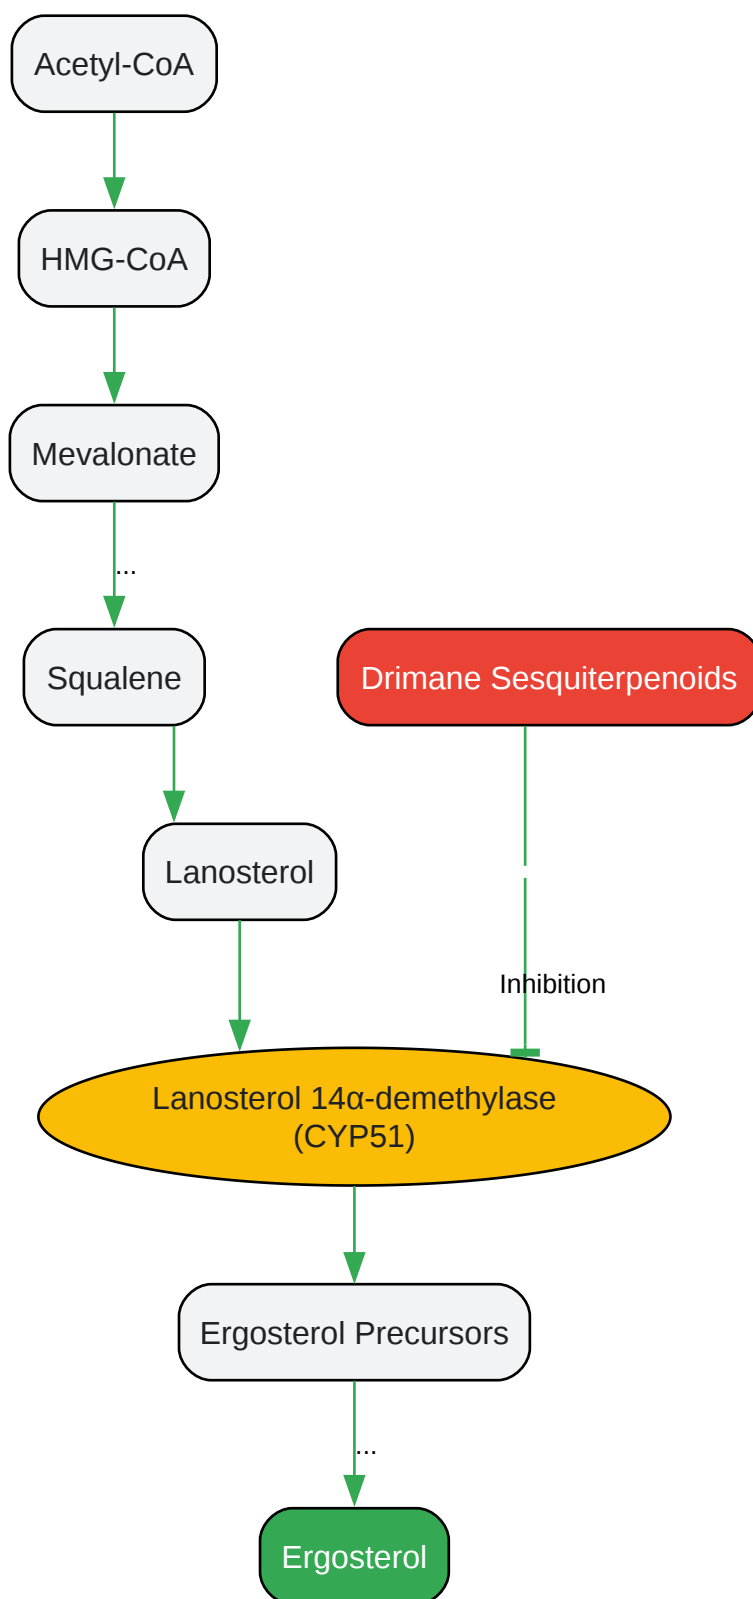 Acetyl-CoA
HMG-CoA
Mevalonate
...
Squalene
Drimane Sesquiterpenoids
Lanosterol
Inhibition
Lanosterol 14α-demethylase
(CYP51)
Ergosterol Precursors
...
Ergosterol